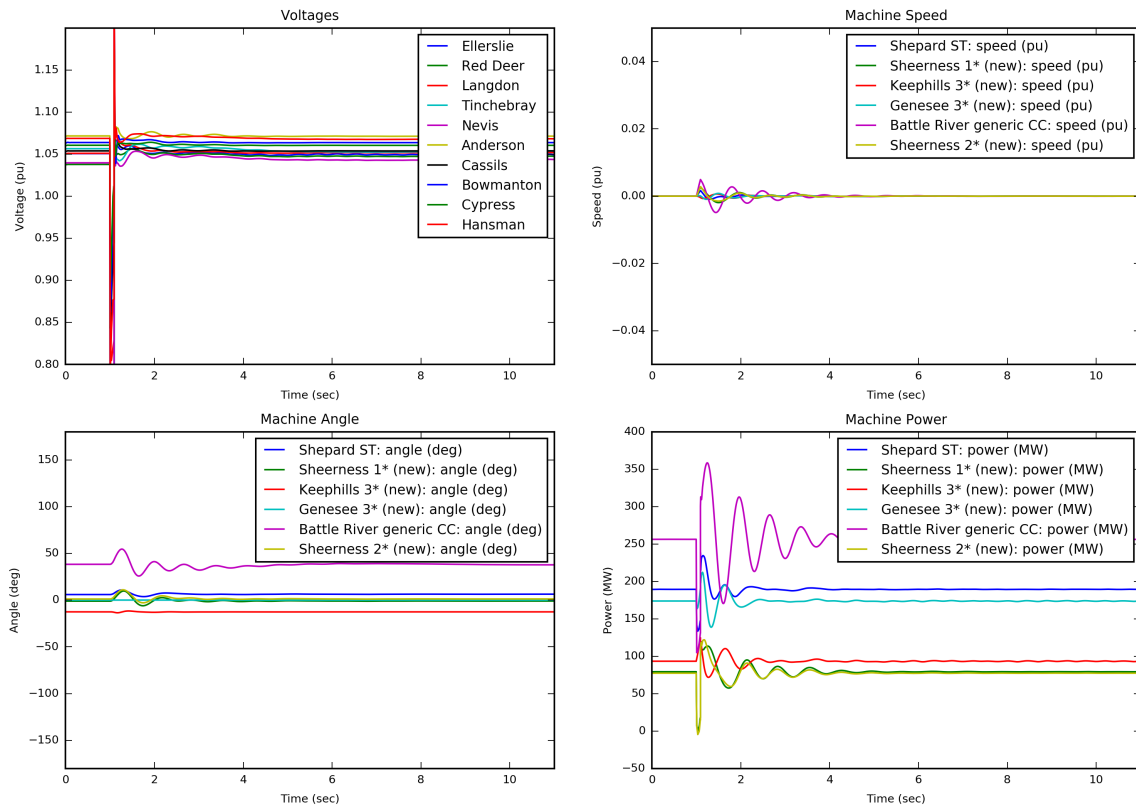 Voltages
1.15
1.10
1.05
1.00
0.95
0.90
0.85
0.80
Voltage (pu)
0
2
4
6
8
10
Time (sec)
Ellerslie
Red Deer
Langdon
Tinchebray
Nevis
Anderson
Cassils
Bowmanton
Cypress
Hansman
Machine Speed
0.04
0.02
0.00
−0.02
−0.04
Speed (pu)
0
2
4
6
8
10
Time (sec)
Shepard ST: speed (pu)
Sheerness 1* (new): speed (pu)
Keephills 3* (new): speed (pu)
Genesee 3* (new): speed (pu)
Battle River generic CC: speed (pu)
Sheerness 2* (new): speed (pu)
Machine Angle
150
100
50
0
−50
−100
−150
Angle (deg)
0
2
4
6
8
10
Time (sec)
Shepard ST: angle (deg)
Sheerness 1* (new): angle (deg)
Keephills 3* (new): angle (deg)
Genesee 3* (new): angle (deg)
Battle River generic CC: angle (deg)
Sheerness 2* (new): angle (deg)
Machine Power
400
350
300
250
200
150
100
50
0
−50
Power (MW)
0
2
4
6
8
10
Time (sec)
Shepard ST: power (MW)
Sheerness 1* (new): power (MW)
Keephills 3* (new): power (MW)
Genesee 3* (new): power (MW)
Battle River generic CC: power (MW)
Sheerness 2* (new): power (MW)